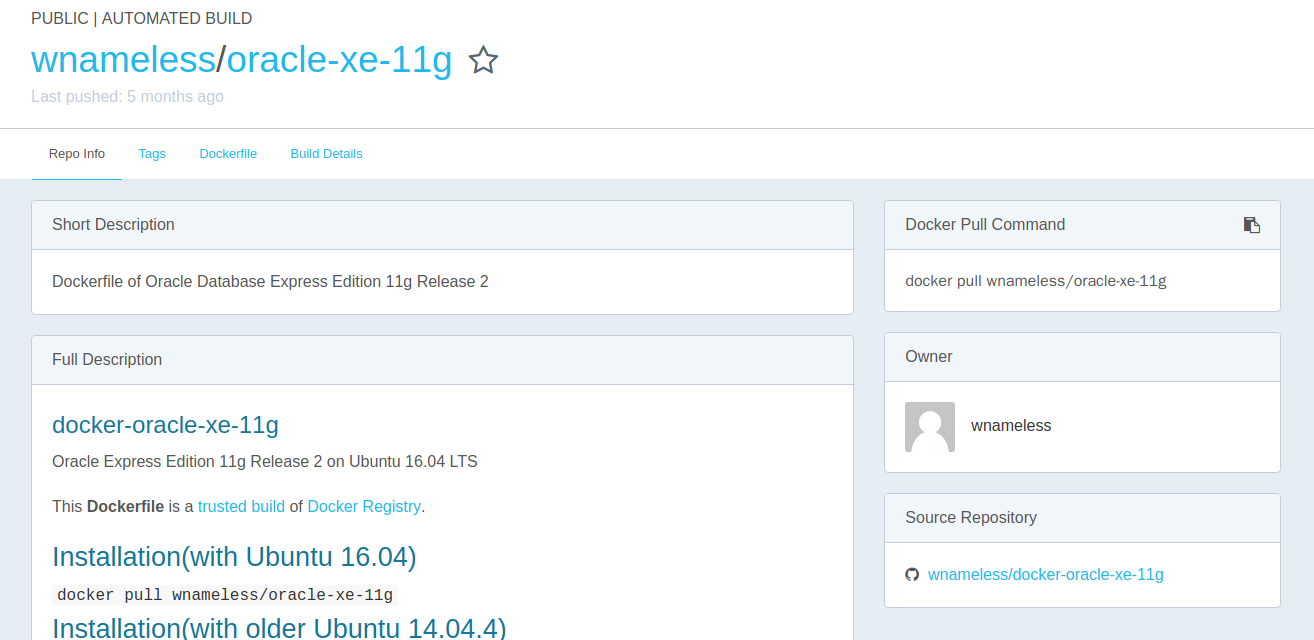 PUBLIC | AUTOMATED BUILD
wnameless/oracle-xe-11g
Last pushed: 5 months ago
Repo Info Tags Dockerfile Build Details
Short Description
Dockerfile of Oracle Database Express Edition 11g Release 2
Full Description
docker-oracle-xe-11g
Oracle Express Edition 11g Release 2 on Ubuntu 16.04 LTS
This Dockerfile is a trusted build of Docker Registry.
Installation(with Ubuntu 16.04)
docker pull wnameless/oracle-xe-11g
Installation(with older Ubuntu 14.04.4)
Docker Pull Command
docker pull wnameless/oracle-xe-11g
Owner
wnameless
Source Repository
wnameless/docker-oracle-xe-11g